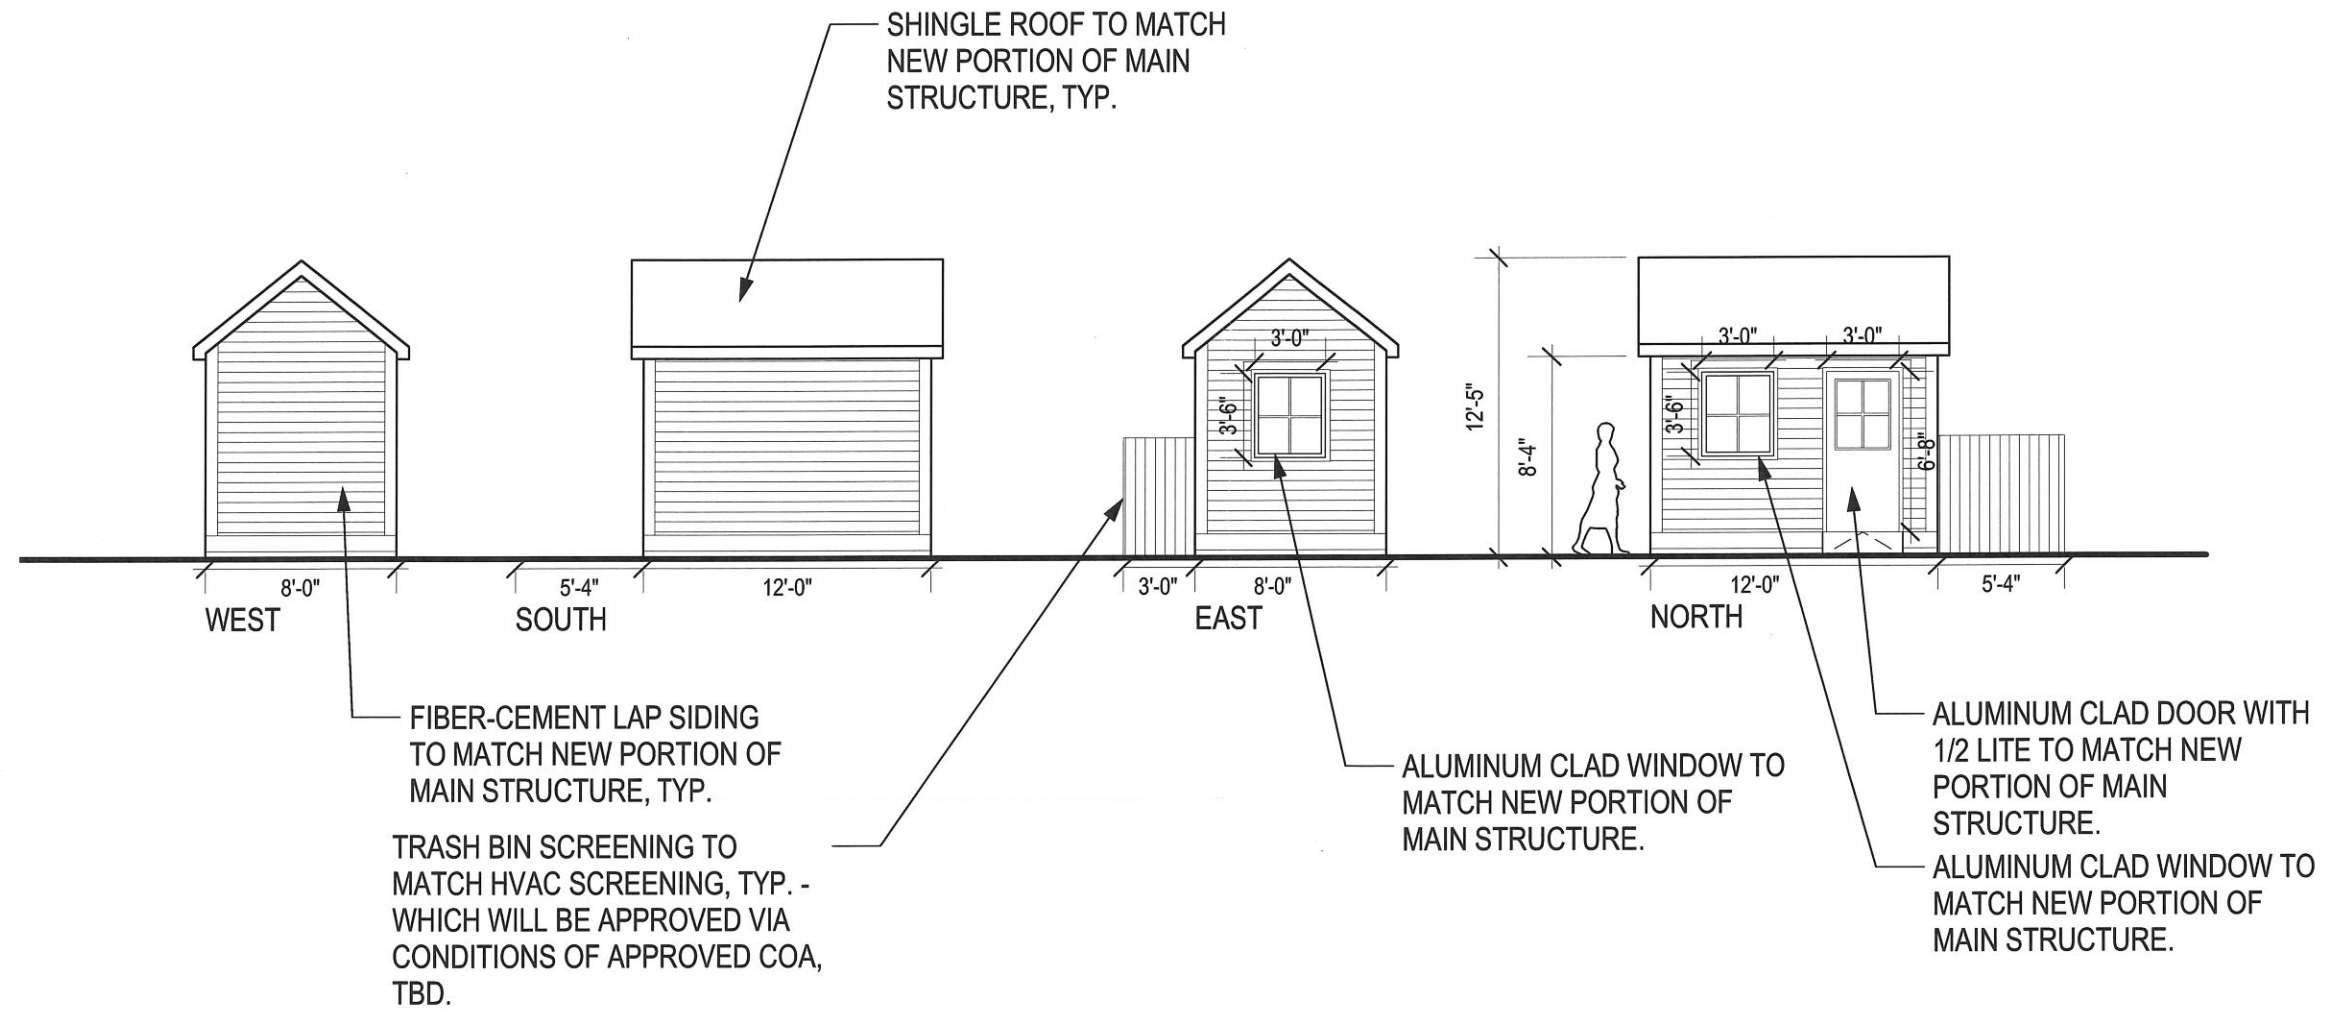 SHINGLE ROOF TO MATCH
NEW PORTION OF MAIN
STRUCTURE, TYP.
3'-0"
3'-6"
12'-5"
8'-4"
3'-0"
3'-0"
3'-6"
6'-8"
8'-0"
5'-4"
12'-0"
3'-0"
8'-0"
12'-0"
5'-4"
WEST
SOUTH
EAST
NORTH
FIBER-CEMENT LAP SIDING
TO MATCH NEW PORTION OF
MAIN STRUCTURE, TYP.
TRASH BIN SCREENING TO
MATCH HVAC SCREENING, TYP. -
WHICH WILL BE APPROVED VIA
CONDITIONS OF APPROVED COA,
TBD.
ALUMINUM CLAD WINDOW TO
MATCH NEW PORTION OF
MAIN STRUCTURE.
ALUMINUM CLAD DOOR WITH
1/2 LITE TO MATCH NEW
PORTION OF MAIN
STRUCTURE.
ALUMINUM CLAD WINDOW TO
MATCH NEW PORTION OF
MAIN STRUCTURE.